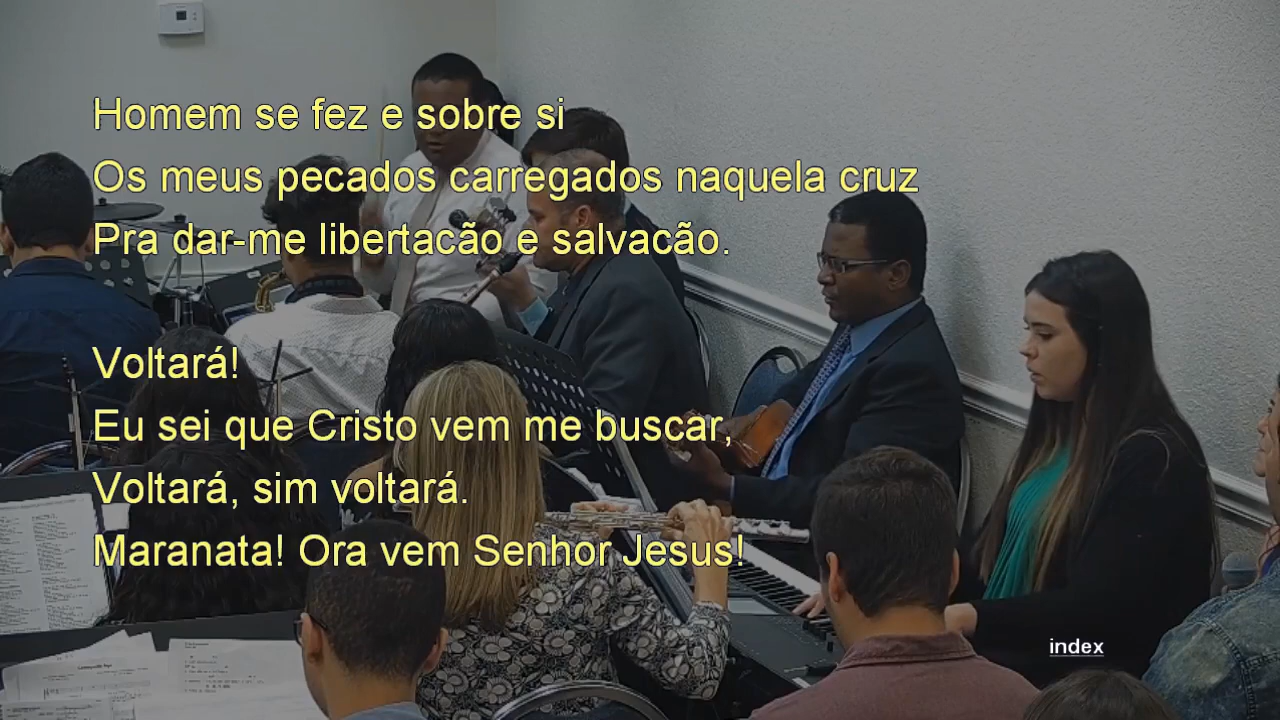 Homem se fez e sobre si
Os meus pecados carregados naquela cruz
Pra dar-me libertacão e salvacão.
Voltará!
Eu sei que Cristo vem me buscar,
Voltará, sim voltará.
Maranata! Ora vem Senhor Jesus!
index